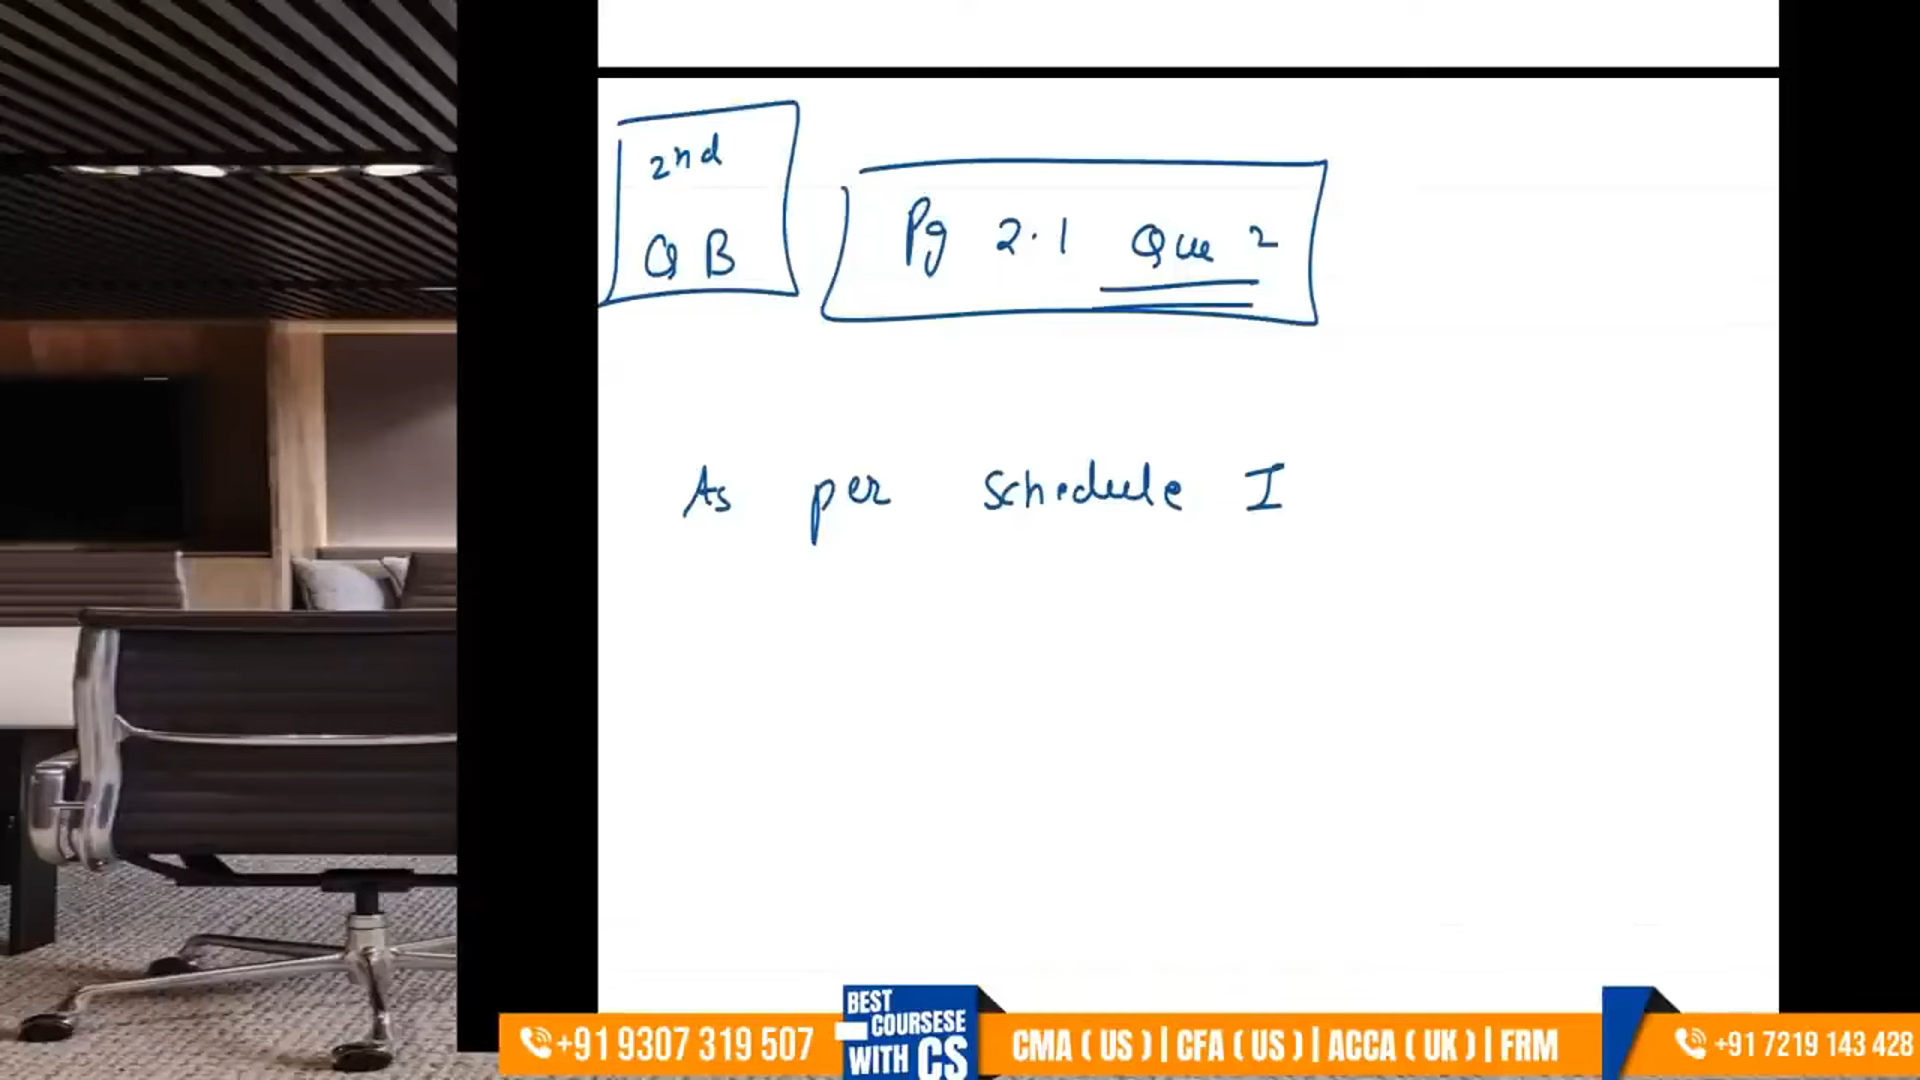 2nd
QB
Pg 2.1 Que 2
As per Schedule I
+91 9307 319 507
BEST
COURSESE
WITH CS
CMA ( US ) | CFA ( US ) | ACCA ( UK ) | FRM
+91 7219 143 428